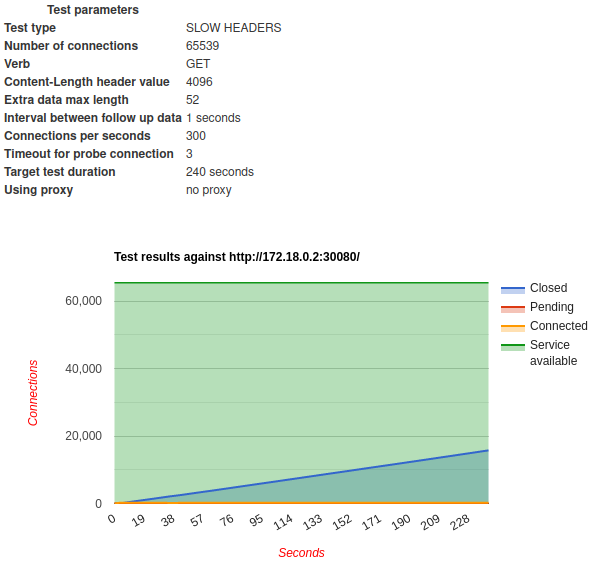 Test parameters
Test type SLOW HEADERS
Number of connections 65539
Verb GET
Content-Length header value 4096
Extra data max length 52
Interval between follow up data 1 seconds
Connections per seconds 300
Timeout for probe connection 3
Target test duration 240 seconds
Using proxy no proxy
Test results against http://172.18.0.2:30080/
Closed
Pending
Connected
Service
available
Connections
60,000
40,000
20,000
0
0 19 38 57 76 95 114 133 152 171 190 209 228
Seconds